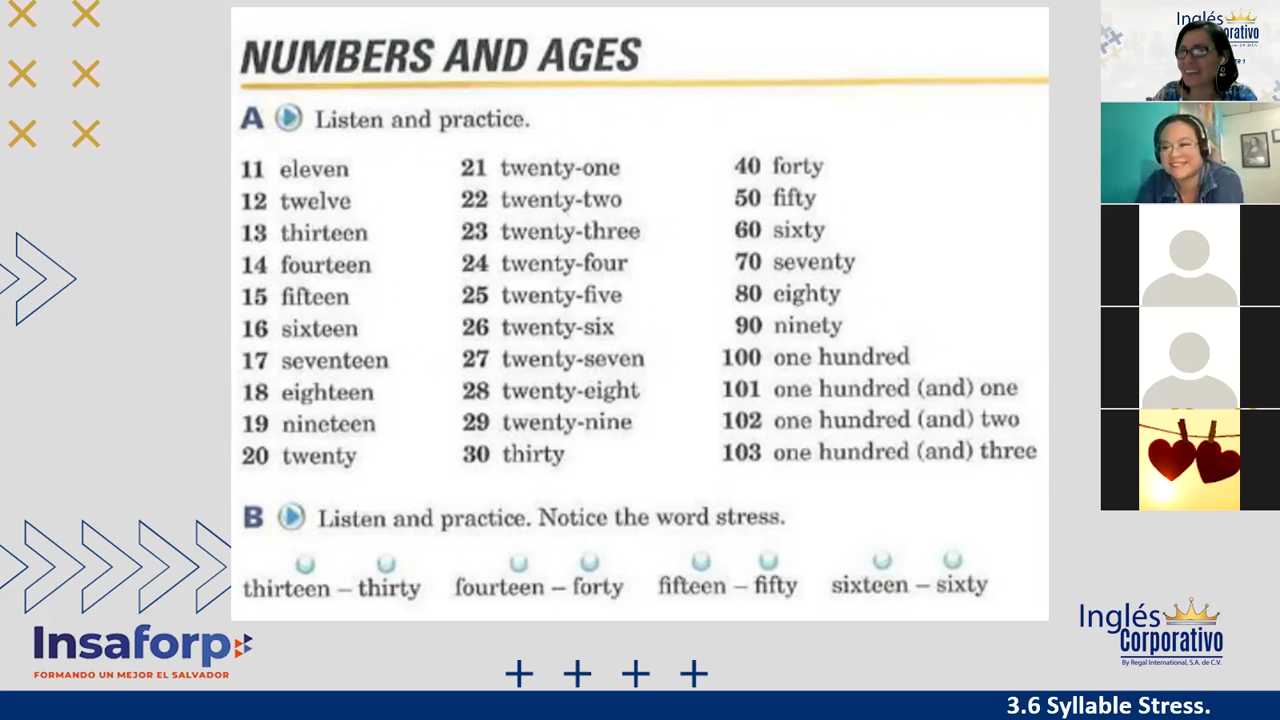 NUMBERS AND AGES
A Listen and practice.
11 eleven
12 twelve
13 thirteen
14 fourteen
15 fifteen
16 sixteen
17 seventeen
18 eighteen
19 nineteen
20 twenty
21 twenty-one
22 twenty-two
23 twenty-three
24 twenty-four
25 twenty-five
26 twenty-six
27 twenty-seven
28 twenty-eight
29 twenty-nine
30 thirty
40 forty
50 fifty
60 sixty
70 seventy
80 eighty
90 ninety
100 one hundred
101 one hundred (and) one
102 one hundred (and) two
103 one hundred (and) three
B Listen and practice. Notice the word stress.
thirteen – thirty fourteen – forty fifteen – fifty sixteen – sixty
Insaforp
FORMANDO UN MEJOR EL SALVADOR
Inglés
Corporativo
By Regal International, S.A. de C.V.
3.6 Syllable Stress.
Inglés